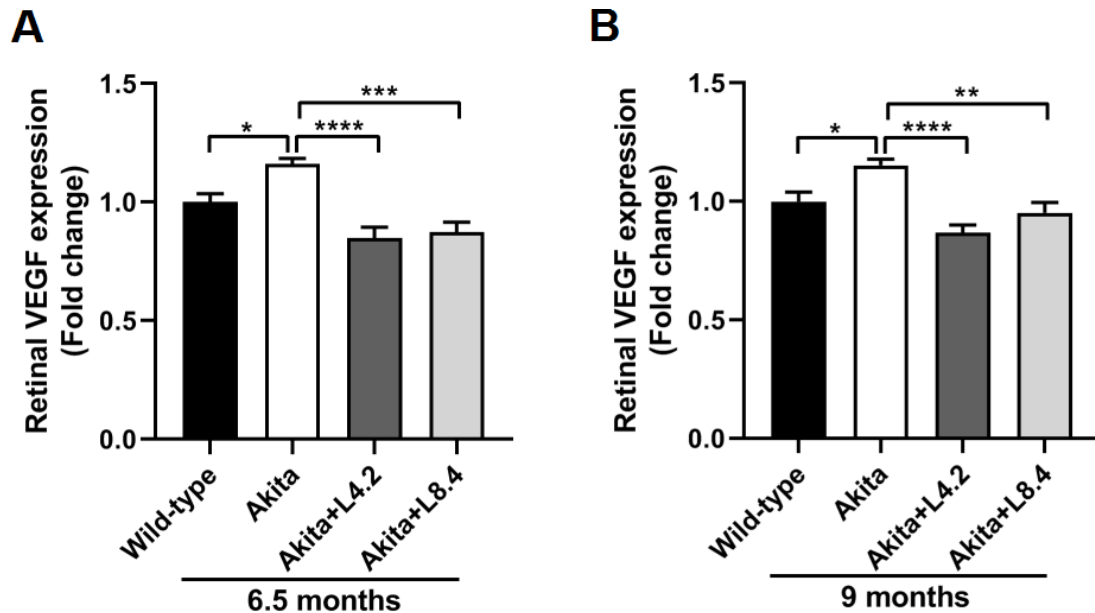 A
Retinal VEGF expression
(Fold change)
1.5
1.0
0.5
0.0
*
****
***
Wild-type
Akita
Akita+L4.2
Akita+L8.4
6.5 months
B
Retinal VEGF expression
(Fold change)
1.5
1.0
0.5
0.0
*
****
**
Wild-type
Akita
Akita+L4.2
Akita+L8.4
9 months